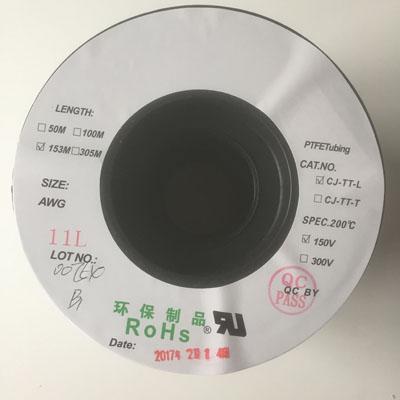 LENGTH:
50M 100M
153M 305M
SIZE:
AWG
11L
LOT NO.:
PTFETubing
CAT.NO.
CJ-TT-L
CJ-TT-T
SPEC.200℃
150V
300V
QC BY
QC
PASS
环保制品
RoHs ®
Date: